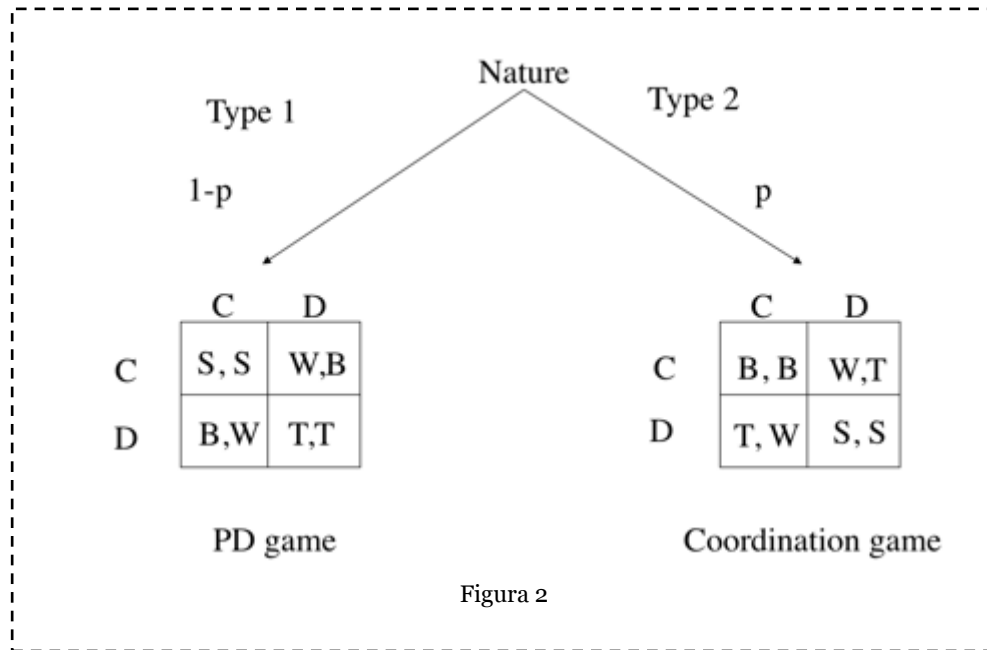 Nature
Type 1 Type 2
1-p p
C D C D
C S, S W,B C B, B W,T
D B,W T,T D T, W S, S
PD game Coordination game
Figura 2